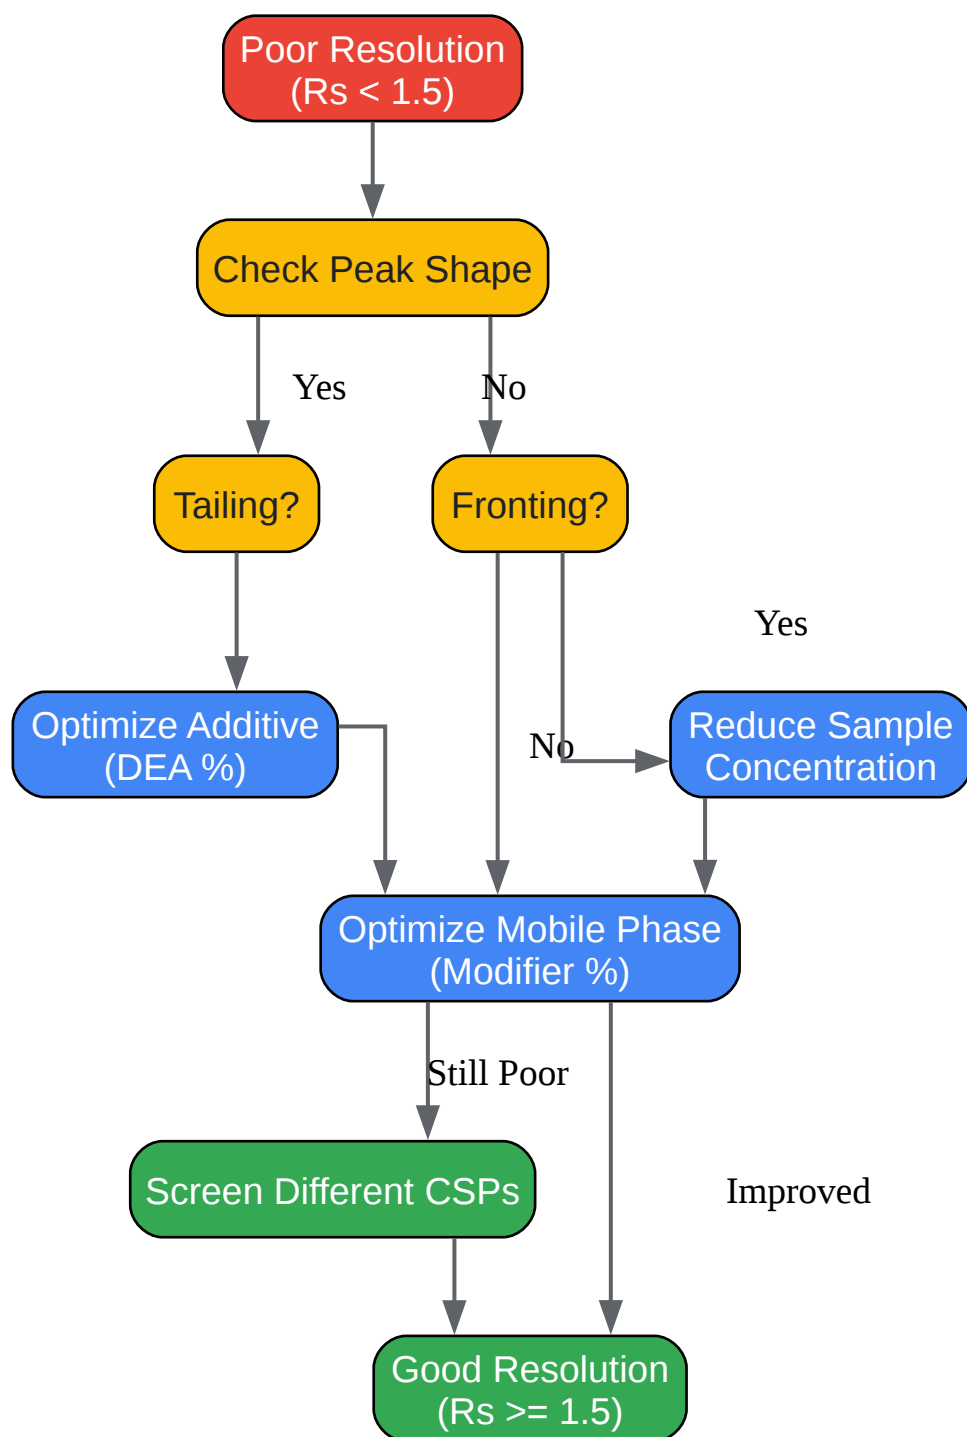 Poor Resolution
(Rs < 1.5)
Check Peak Shape
Yes
No
Tailing?
Fronting?
Yes
Optimize Additive
(DEA %)
No
Reduce Sample
Concentration
Optimize Mobile Phase
(Modifier %)
Still Poor
Screen Different CSPs
Improved
Good Resolution
(Rs >= 1.5)